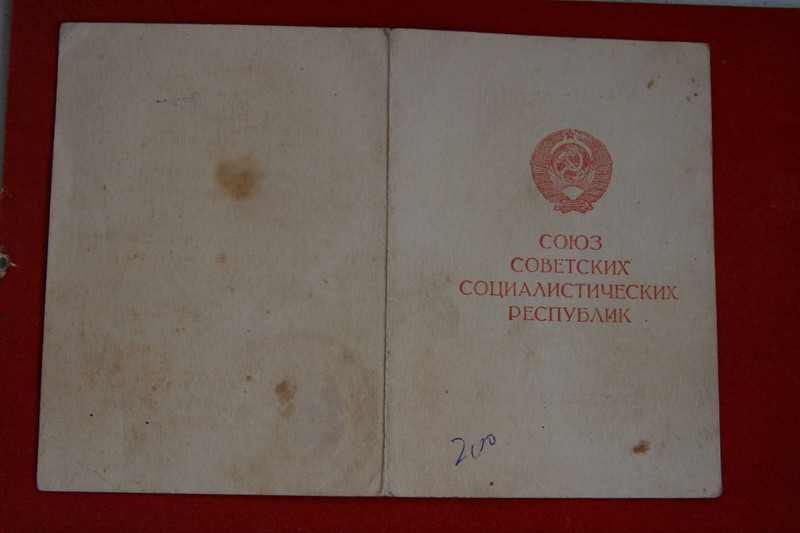 СОЮЗ
СОВЕТСКИХ
СОЦИАЛИСТИЧЕСКИХ
РЕСПУБЛИК
200